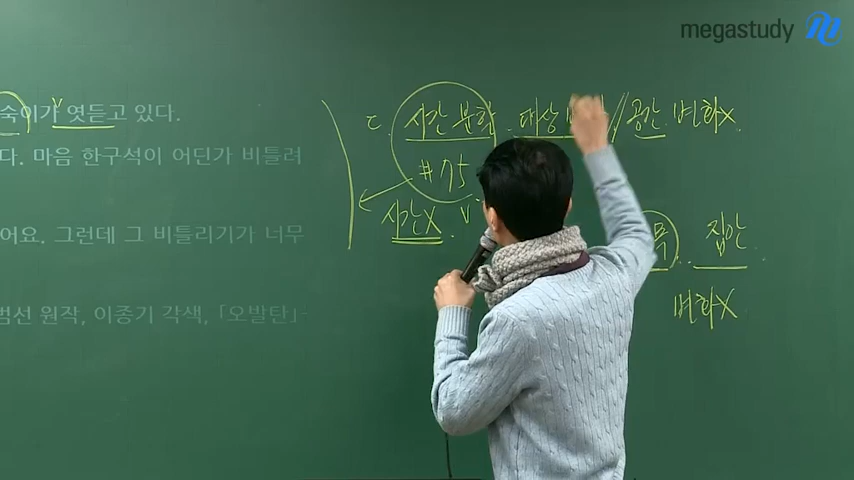 megastudy
숙이가 엿듣고 있다.
다. 마음 한구석이 어딘가 비틀려
어요. 그런데 그 비틀리기가 너무
범선 원작, 이종기 각색, 「오발탄」-
ㄷ. 시간 분할, 대상 // 공간 변화X.
#75
시간X. V
목. 집안.
변화X